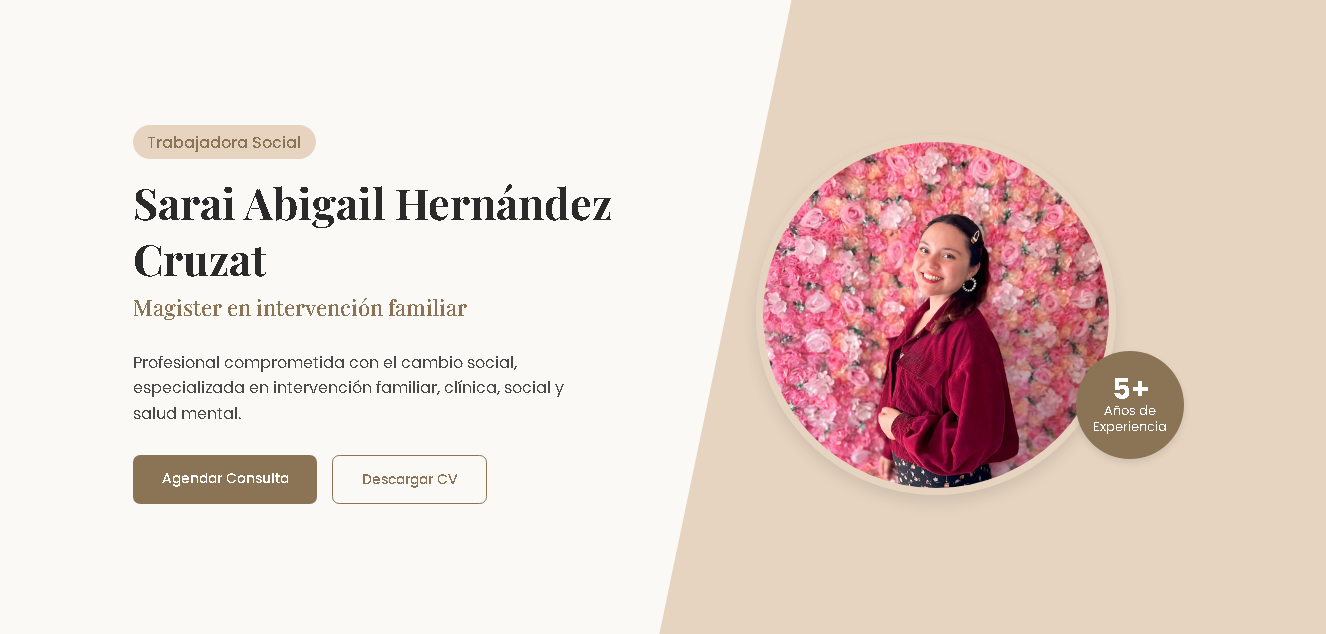 Trabajadora Social
Sarai Abigail Hernández
Cruzat
Magister en intervención familiar
Profesional comprometida con el cambio social,
especializada en intervención familiar, clínica, social y
salud mental.
Agendar Consulta
Descargar CV
5+
Años de
Experiencia